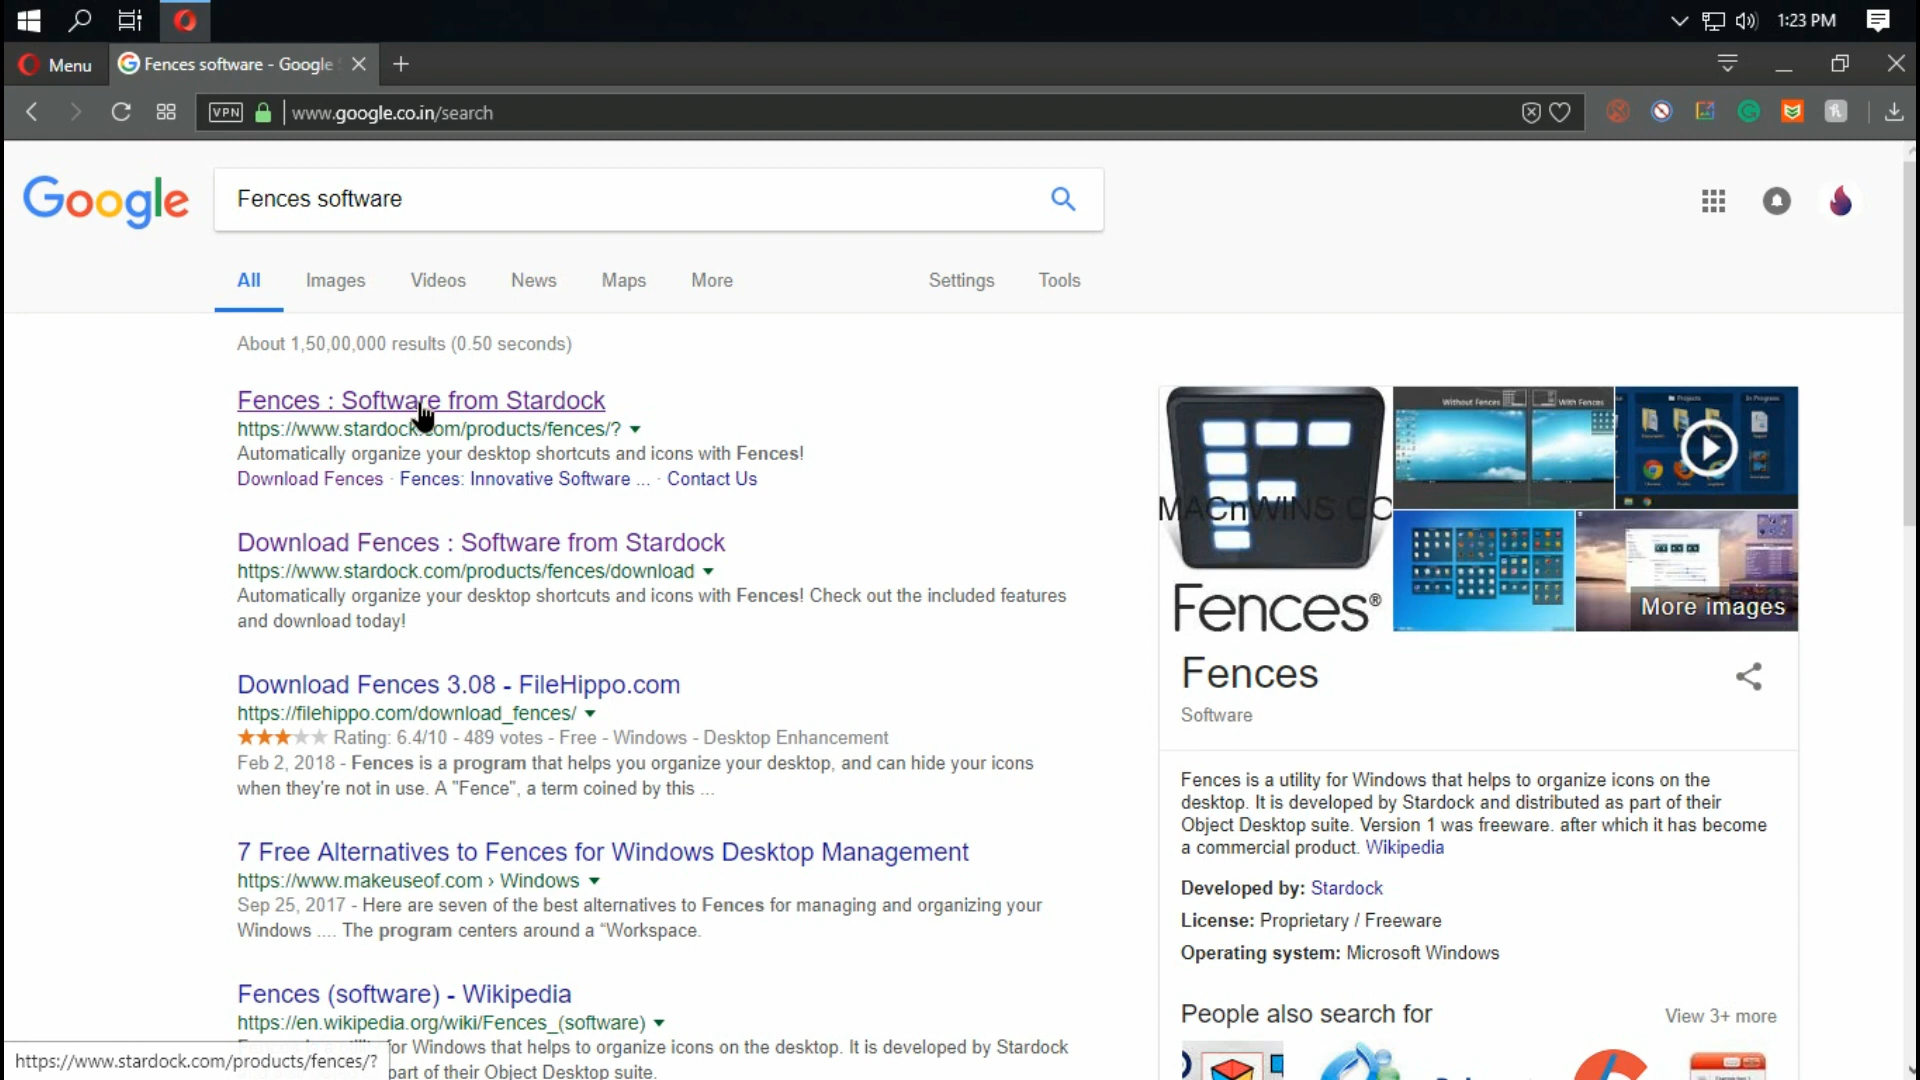 1:23 PM
Menu
Fences software - Google
VPN
www.google.co.in/search
Google
Fences software
All Images Videos News Maps More Settings Tools
About 1,50,00,000 results (0.50 seconds)
Fences : Software from Stardock
https://www.stardock.com/products/fences/?
Automatically organize your desktop shortcuts and icons with Fences!
Download Fences · Fences: Innovative Software ... · Contact Us
Download Fences : Software from Stardock
https://www.stardock.com/products/fences/download
Automatically organize your desktop shortcuts and icons with Fences! Check out the included features
and download today!
Download Fences 3.08 - FileHippo.com
https://filehippo.com/download_fences/
Rating: 6.4/10 - 489 votes - Free - Windows - Desktop Enhancement
Feb 2, 2018 - Fences is a program that helps you organize your desktop, and can hide your icons
when they're not in use. A "Fence", a term coined by this ...
7 Free Alternatives to Fences for Windows Desktop Management
https://www.makeuseof.com › Windows
Sep 25, 2017 - Here are seven of the best alternatives to Fences for managing and organizing your
Windows .... The program centers around a “Workspace.
Fences (software) - Wikipedia
https://en.wikipedia.org/wiki/Fences_(software)
for Windows that helps to organize icons on the desktop. It is developed by Stardock
part of their Object Desktop suite.
https://www.stardock.com/products/fences/?
Without Fences
With Fences
Projects
In Progress
MACnWINS CO
Fences®
More images
Fences
Software
Fences is a utility for Windows that helps to organize icons on the
desktop. It is developed by Stardock and distributed as part of their
Object Desktop suite. Version 1 was freeware. after which it has become
a commercial product. Wikipedia
Developed by: Stardock
License: Proprietary / Freeware
Operating system: Microsoft Windows
People also search for
View 3+ more